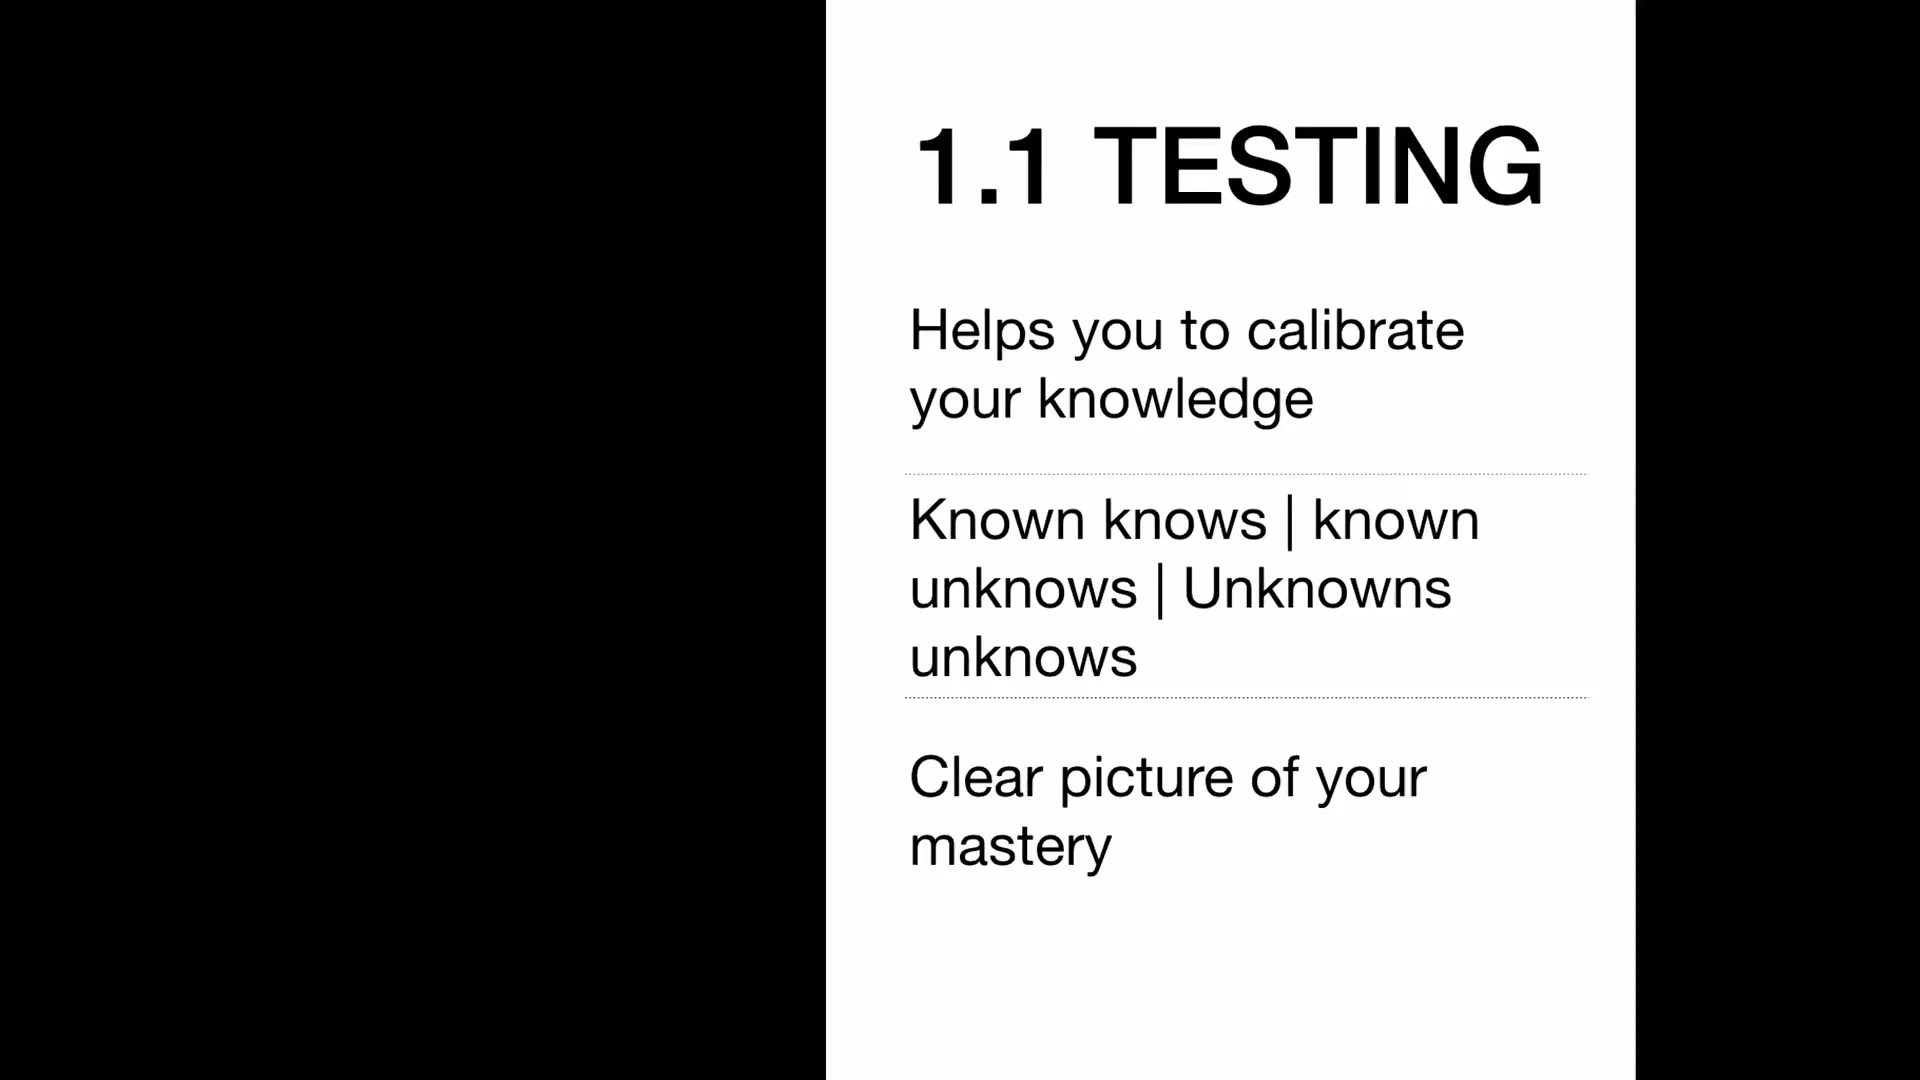 1.1 TESTING
Helps you to calibrate
your knowledge
Known knows | known
unknows | Unknowns
unknows
Clear picture of your
mastery